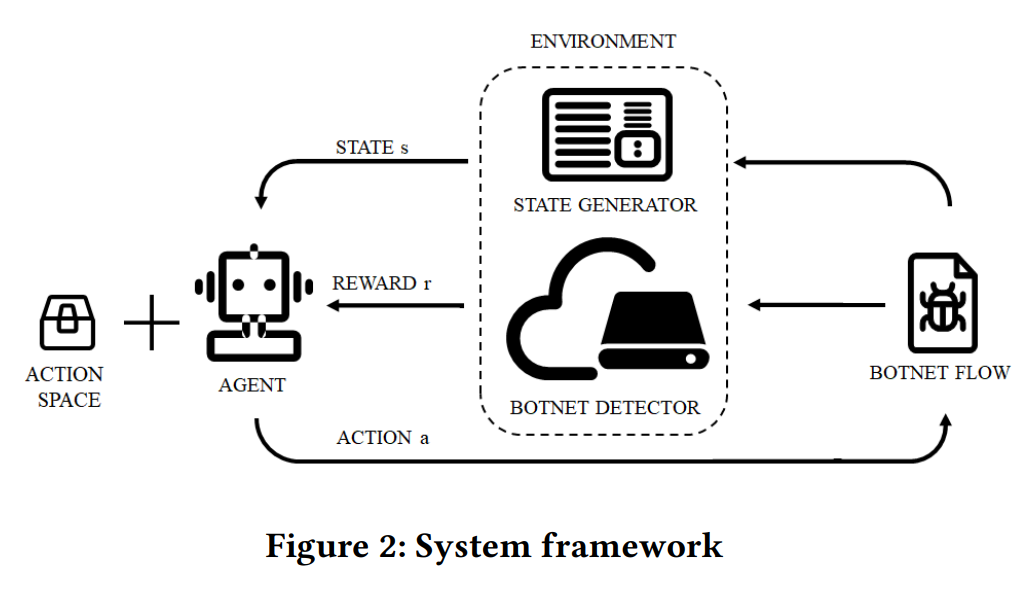 ENVIRONMENT
STATE s
STATE GENERATOR
REWARD r
ACTION
SPACE
AGENT
BOTNET FLOW
BOTNET DETECTOR
ACTION a
Figure 2: System framework